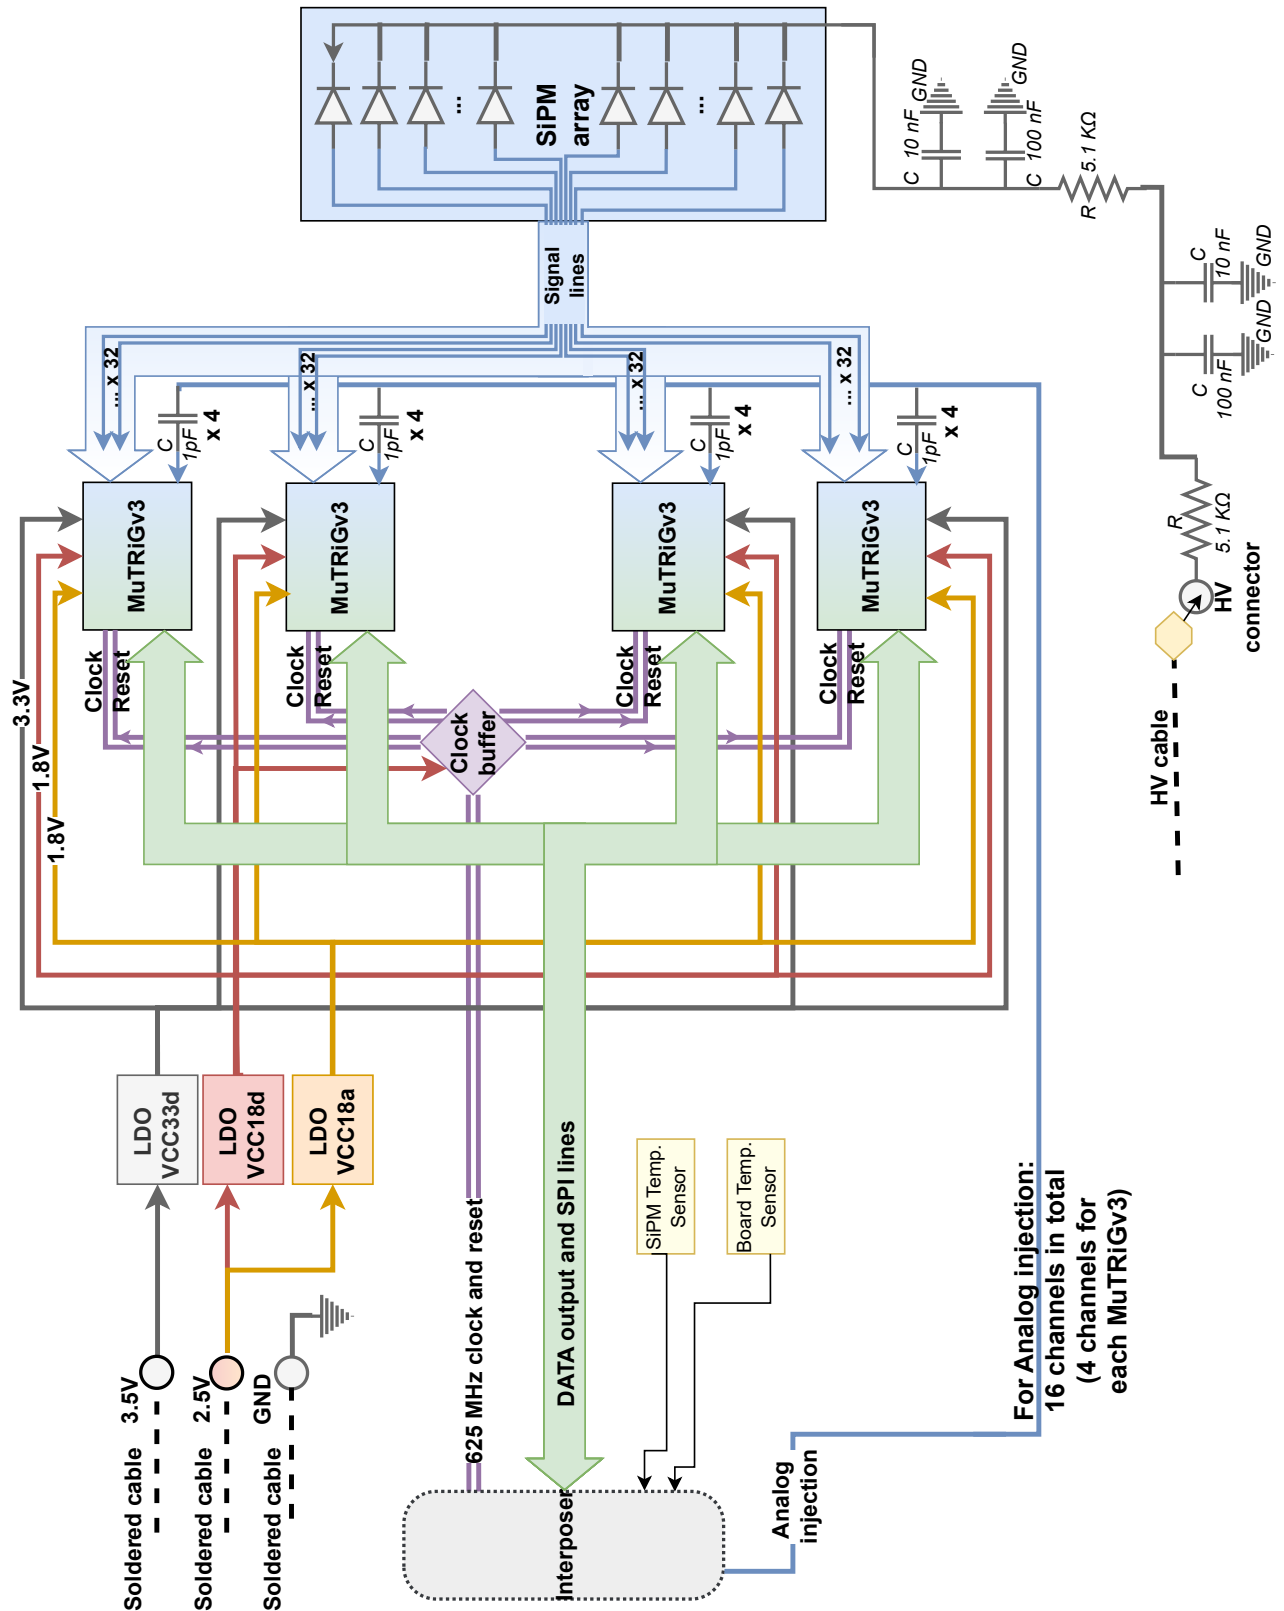 SiPM
array
...
...
C 10 nF GND
C 100 nF GND
R 5.1 KΩ
C
10 nF
GND
C
100 nF
GND
R
5.1 KΩ
HV
connector
HV cable
Signal
lines
... x 32
... x 32
... x 32
... x 32
C
1pF
x 4
C
1pF
x 4
C
1pF
x 4
C
1pF
x 4
MuTRiGv3
MuTRiGv3
MuTRiGv3
MuTRiGv3
Clock
Reset
Clock
Reset
Clock
Reset
Clock
Reset
Clock
buffer
3.3V
1.8V
1.8V
LDO
VCC33d
LDO
VCC18d
LDO
VCC18a
Soldered cable 3.5V
Soldered cable 2.5V
Soldered cable GND
625 MHz clock and reset
DATA output and SPI lines
SiPM Temp.
Sensor
Board Temp.
Sensor
Interposer
Analog
injection
For Analog injection:
16 channels in total
(4 channels for
each MuTRiGv3)